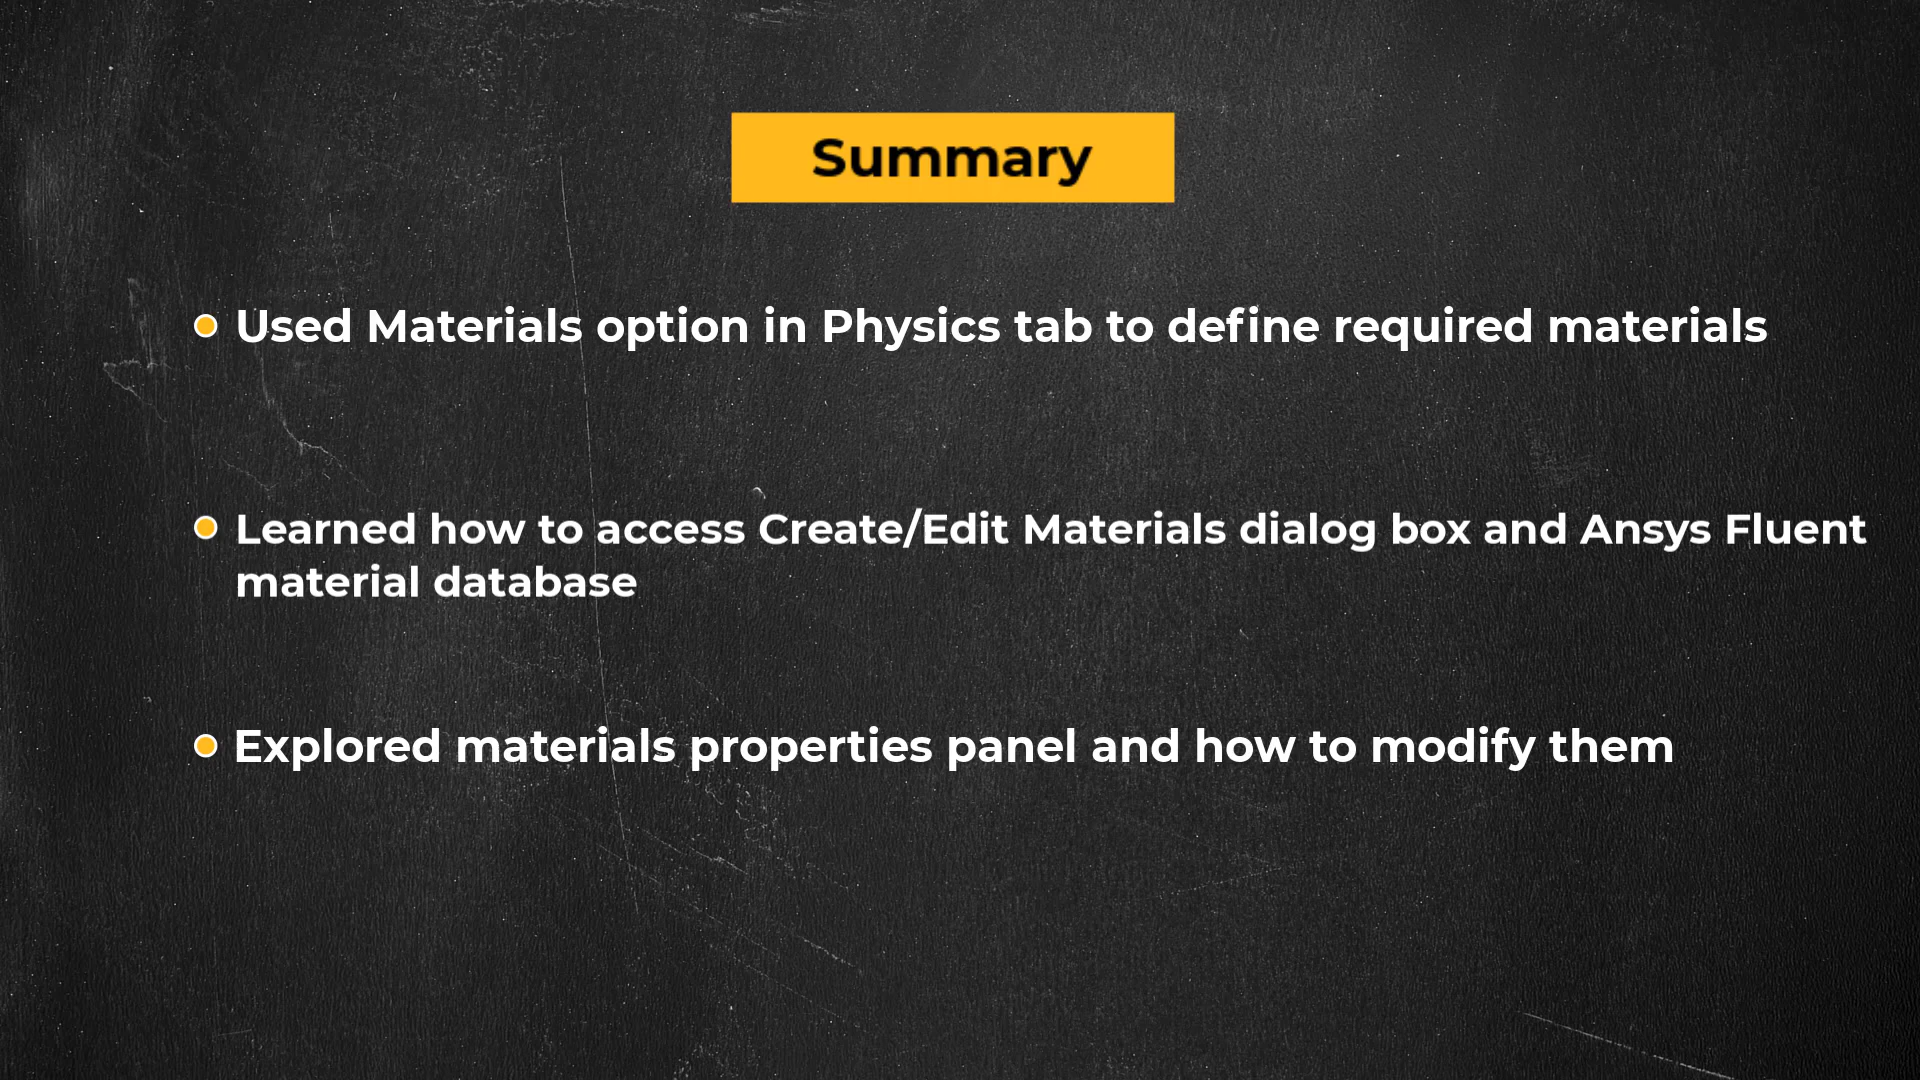 Summary
Used Materials option in Physics tab to define required materials
Learned how to access Create/Edit Materials dialog box and Ansys Fluent
material database
Explored materials properties panel and how to modify them